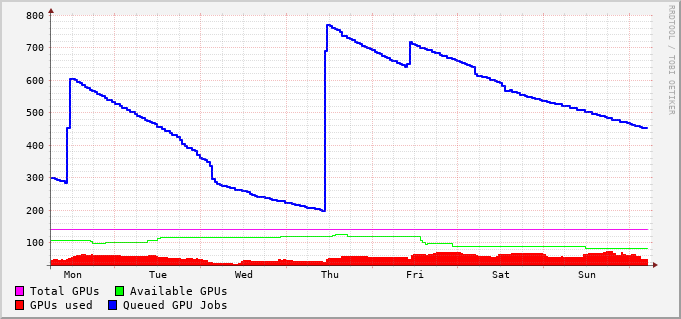 800
700
600
500
400
300
200
100
Mon Tue Wed Thu Fri Sat Sun
Total GPUs Available GPUs
GPUs used Queued GPU Jobs
RRDTOOL / TOBI OETIKER